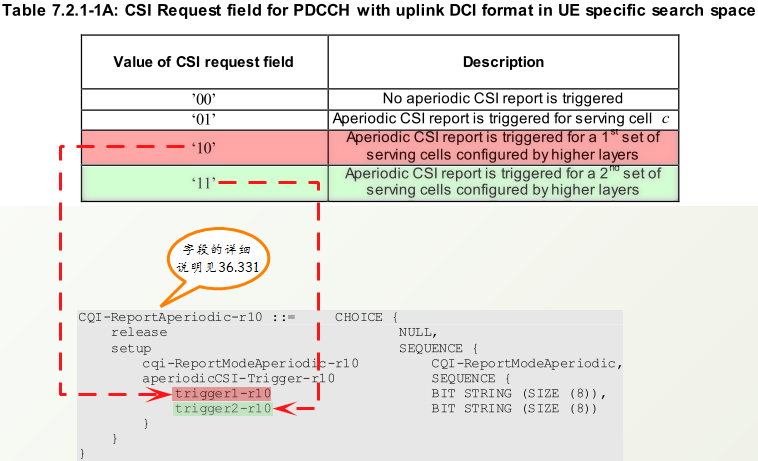 Table 7.2.1-1A: CSI Request field for PDCCH with uplink DCI format in UE specific search space
Value of CSI request field Description
'00' No aperiodic CSI report is triggered
‘01’ Aperiodic CSI report is triggered for serving cell c
‘10’ Aperiodic CSI report is triggered for a 1st set of
serving cells configured by higher layers
‘11’ Aperiodic CSI report is triggered for a 2nd set of
serving cells configured by higher layers
字段的详细
说明见36.331
CQI-ReportAperiodic-r10 ::= CHOICE {
release NULL,
setup SEQUENCE {
cqi-ReportModeAperiodic-r10 CQI-ReportModeAperiodic,
aperiodicCSI-Trigger-r10 SEQUENCE {
trigger1-r10 BIT STRING (SIZE (8)),
trigger2-r10 BIT STRING (SIZE (8))
}
}
}